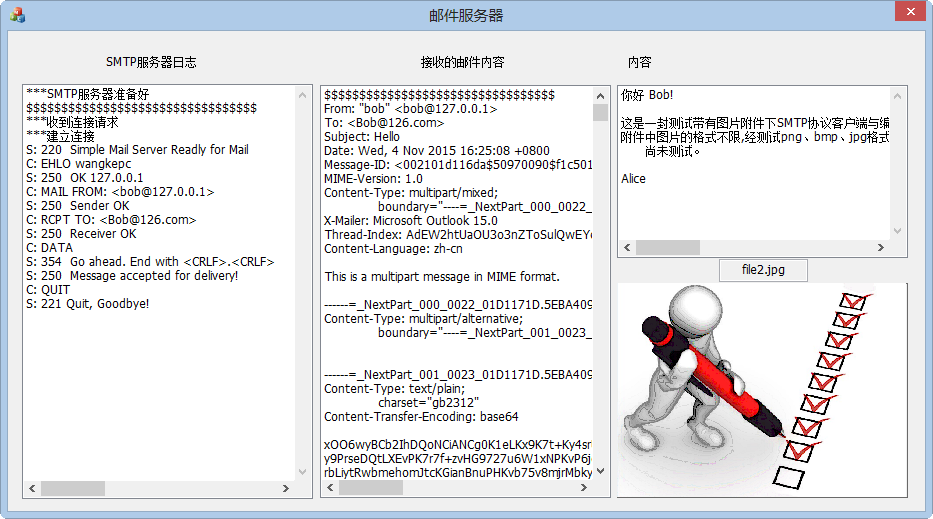 邮件服务器
SMTP服务器日志
接收的邮件内容
内容
***SMTP服务器准备好
$$$$$$$$$$$$$$$$$$$$$$$$$$$$$$$$$
***收到连接请求
***建立连接
S: 220  Simple Mail Server Ready for Mail
C: EHLO wangkepc
S: 250  OK 127.0.0.1
C: MAIL FROM: <bob@127.0.0.1>
S: 250  Sender OK
C: RCPT TO: <Bob@126.com>
S: 250  Receiver OK
C: DATA
S: 354  Go ahead. End with <CRLF>.<CRLF>
S: 250  Message accepted for delivery!
C: QUIT
S: 221 Quit, Goodbye!
$$$$$$$$$$$$$$$$$$$$$$$$$$$$$$$$$
From: "bob" <bob@127.0.0.1>
To: <Bob@126.com>
Subject: Hello
Date: Wed, 4 Nov 2015 16:25:08 +0800
Message-ID: <002101d116da$50970090$f1c501
MIME-Version: 1.0
Content-Type: multipart/mixed;
boundary="----=_NextPart_000_0022_
X-Mailer: Microsoft Outlook 15.0
Thread-Index: AdEW2htUaOU3o3nZToSulQwEY
Content-Language: zh-cn
This is a multipart message in MIME format.
------=_NextPart_000_0022_01D1171D.5EBA409
Content-Type: multipart/alternative;
boundary="----=_NextPart_001_0023_
------=_NextPart_001_0023_01D1171D.5EBA409
Content-Type: text/plain;
charset="gb2312"
Content-Transfer-Encoding: base64
xOO6wyBCb2IhDQoNCiANCg0K1eLKx9K7t+Ky4sr
y9PrseDQtLXEvPK7r7f+zvHG9727u6W1xNPKvP6j
rbLiytRwbmehomJtcKGianBnuPHKvb75v8mjrMbky
你好 Bob!
这是一封测试带有图片附件下SMTP协议客户端与编
附件中图片的格式不限,经测试png、bmp、jpg格式
尚未测试。
Alice
file2.jpg